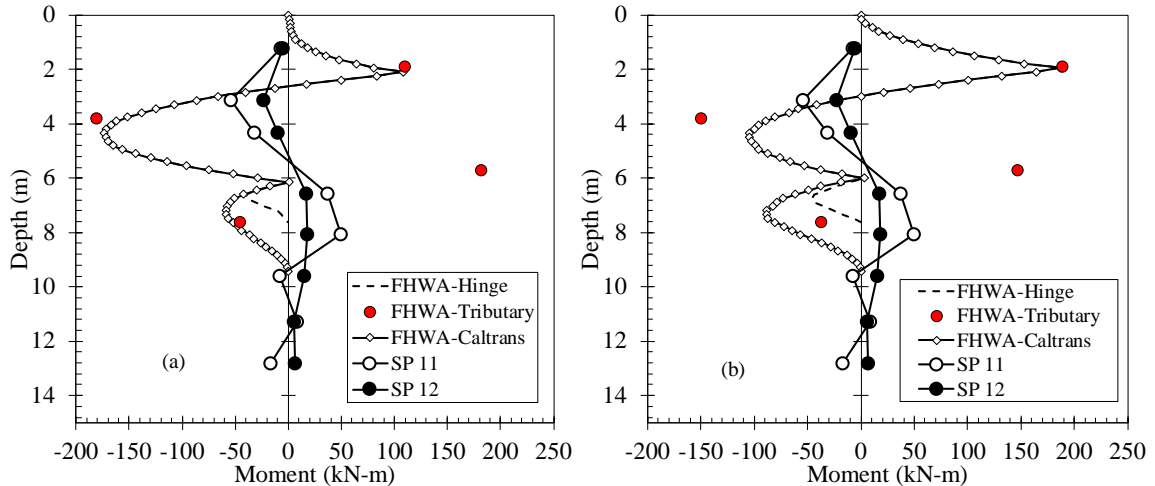 0
2
4
6
8
10
12
14
Depth (m)
-200 -150 -100 -50 0 50 100 150 200 250
Moment (kN-m)
(a)
FHWA-Hinge
FHWA-Tributary
FHWA-Caltrans
SP 11
SP 12
0
2
4
6
8
10
12
14
Depth (m)
-200 -150 -100 -50 0 50 100 150 200 250
Moment (kN-m)
(b)
FHWA-Hinge
FHWA-Tributary
FHWA-Caltrans
SP 11
SP 12